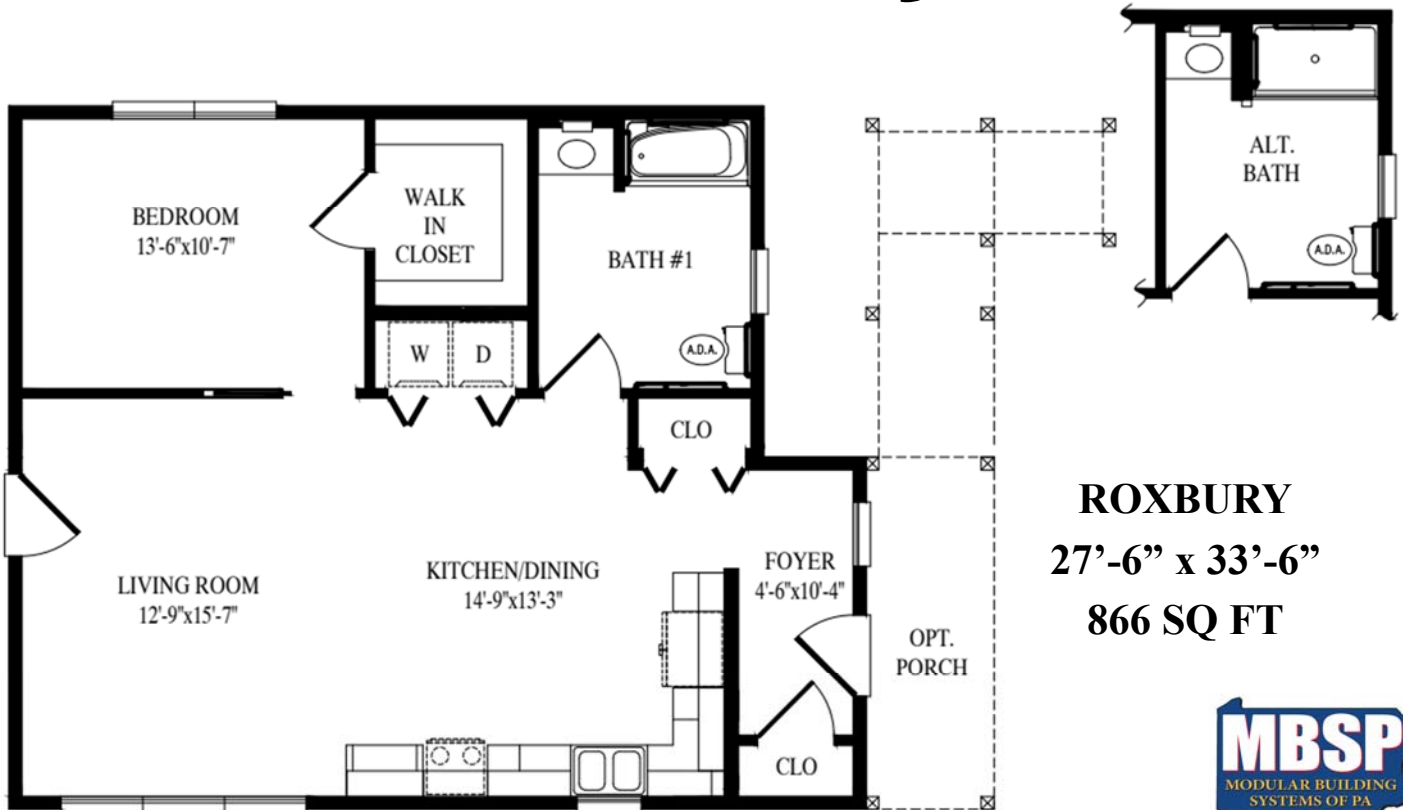 BEDROOM
13'-6"x10'-7"
WALK
IN
CLOSET
BATH #1
A.D.A.
W
D
CLO
LIVING ROOM
12'-9"x15'-7"
KITCHEN/DINING
14'-9"x13'-3"
FOYER
4'-6"x10'-4"
CLO
OPT.
PORCH
ALT.
BATH
A.D.A.
ROXBURY
27’-6” x 33’-6”
866 SQ FT
MBSP
MODULAR BUILDING
SYSTEMS OF PA